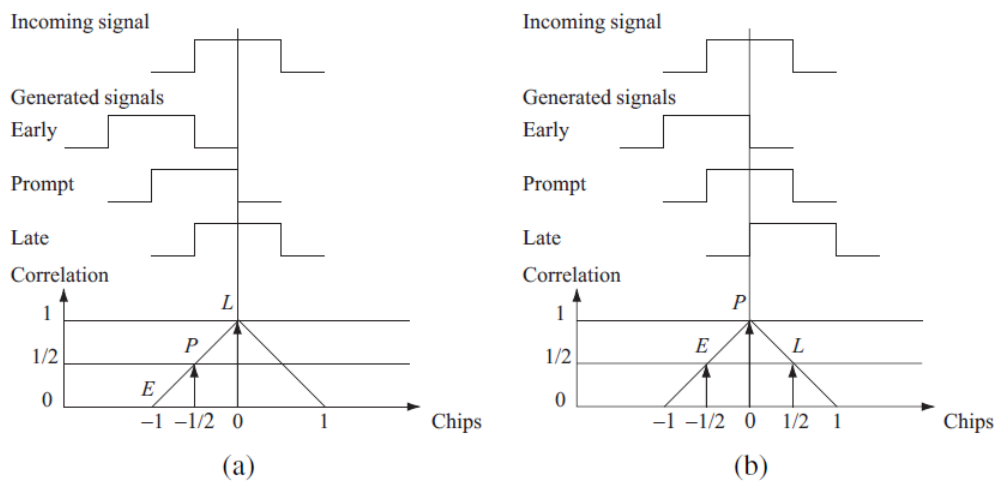 Incoming signal
Generated signals
Early
Prompt
Late
Correlation
1
L
P
1/2
E
0
−1 −1/2 0 1 Chips
(a)
Incoming signal
Generated signals
Early
Prompt
Late
Correlation
1
P
1/2
E L
0
−1 −1/2 0 1/2 1 Chips
(b)